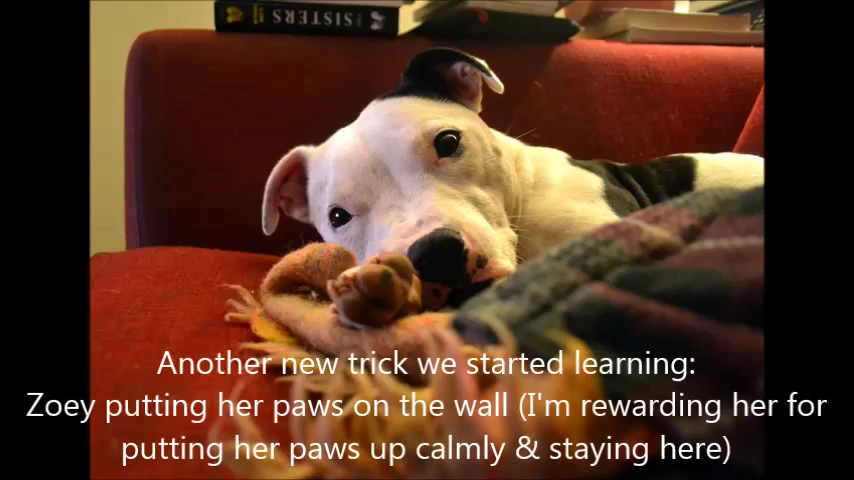 SISTERS
Another new trick we started learning:
Zoey putting her paws on the wall (I'm rewarding her for
putting her paws up calmly & staying here)